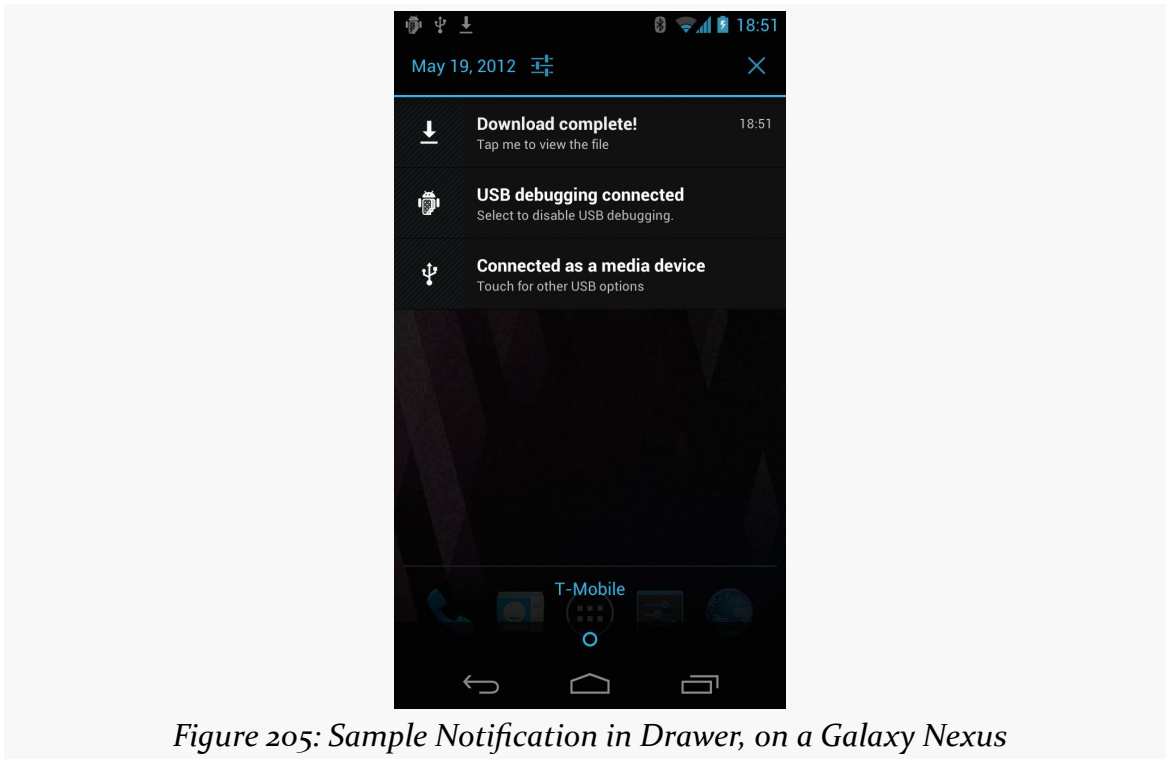 18:51
May 19, 2012
Download complete! 18:51
Tap me to view the file
USB debugging connected
Select to disable USB debugging.
Connected as a media device
Touch for other USB options
T-Mobile
Figure 205: Sample Notification in Drawer, on a Galaxy Nexus